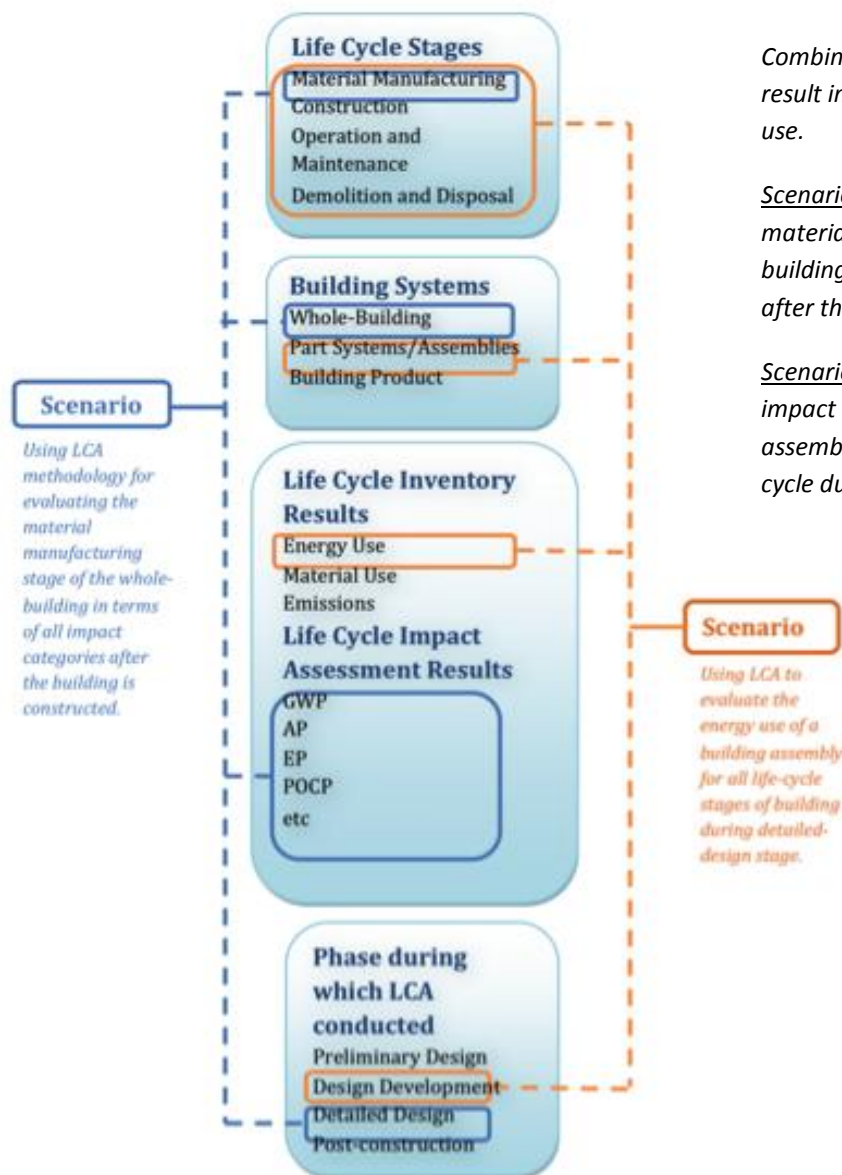 Life Cycle Stages
Material Manufacturing
Construction
Operation and
Maintenance
Demolition and Disposal
Building Systems
Whole-Building
Part Systems/Assemblies
Building Product
Scenario
Using LCA
methodology for
evaluating the
material
manufacturing
stage of the whole-
building in terms
of all impact
categories after
the building is
constructed.
Life Cycle Inventory
Results
Energy Use
Material Use
Emissions
Life Cycle Impact
Assessment Results
GWP
AP
EP
POCP
etc
Phase during
which LCA
conducted
Preliminary Design
Design Development
Detailed Design
Post-construction
Combin
result in
use.
Scenario
material
building
after th
Scenario
impact
assemb
cycle du
Scenario
Using LCA to
evaluate the
energy use of a
building assembly
for all life-cycle
stages of building
during detailed-
design stage.